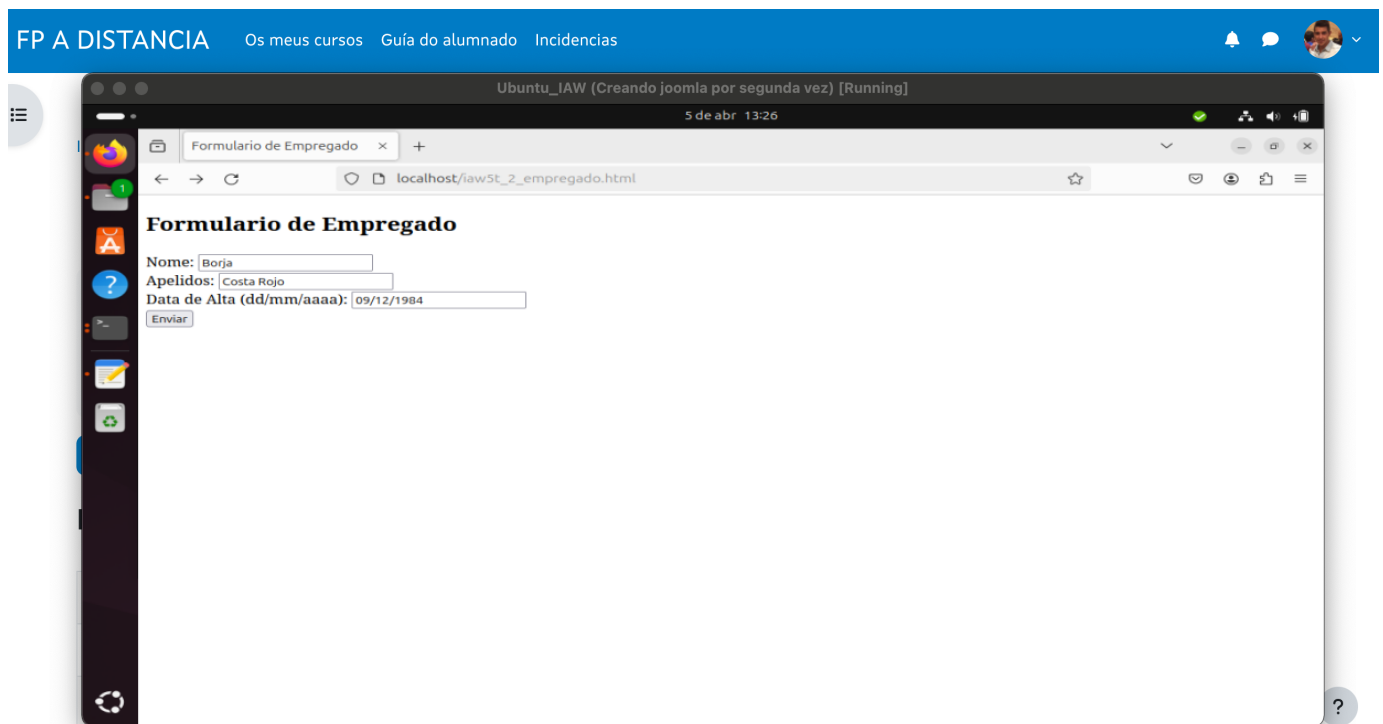 FP A DISTANCIA Os meus cursos Guía do alumnado Incidencias
Ubuntu_IAW (Creando joomla por segunda vez) [Running]
5 de abr 13:26
Formulario de Empregado
localhost/iaw5t_2_empregado.html
1
Formulario de Empregado
Nome: Borja
Apelidos: Costa Rojo
Data de Alta (dd/mm/aaaa): 09/12/1984
Enviar
?